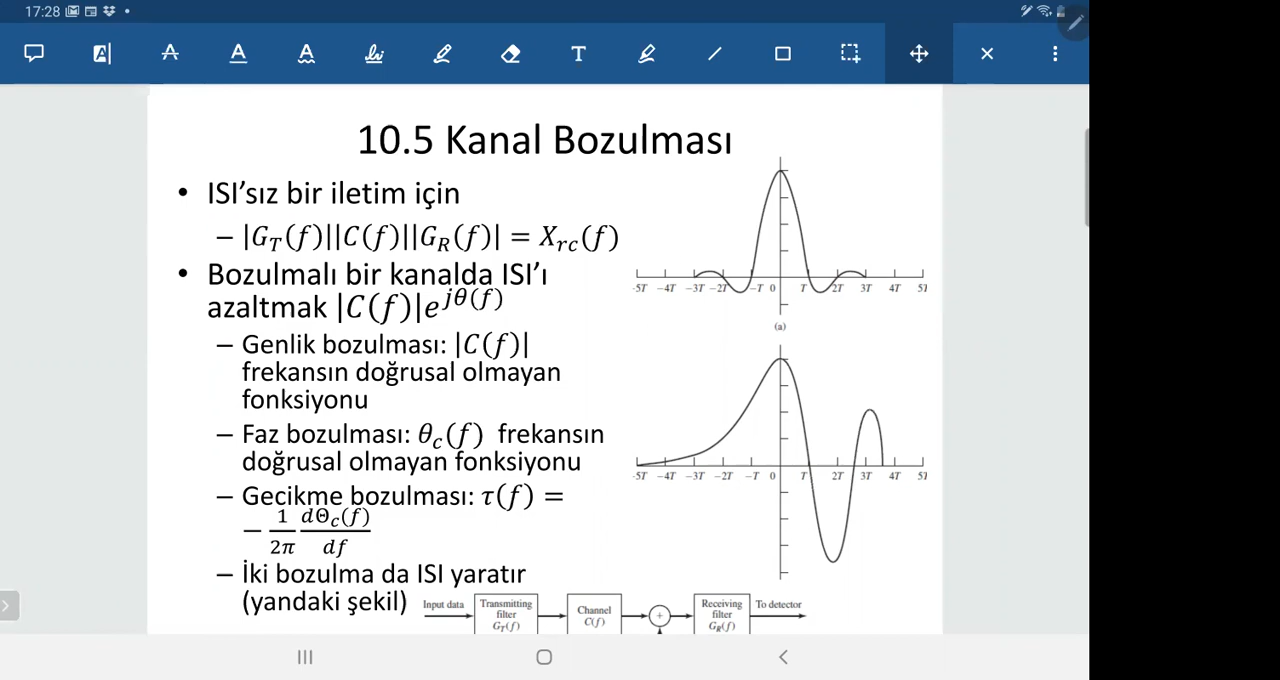 17:28
10.5 Kanal Bozulması
• ISI’sız bir iletim için
– |G_T(f)||C(f)||G_R(f)| = X_rc(f)
• Bozulmalı bir kanalda ISI’ı
azaltmak |C(f)|e^jθ(f)
– Genlik bozulması: |C(f)|
frekansın doğrusal olmayan
fonksiyonu
– Faz bozulması: θ_c(f) frekansın
doğrusal olmayan fonksiyonu
– Gecikme bozulması: τ(f) =
– 1/2π dΘ_c(f)/df
– İki bozulma da ISI yaratır
(yandaki şekil)
-5T -4T -3T -2T -T 0 T 2T 3T 4T 5T
(a)
-5T -4T -3T -2T -T 0 T 2T 3T 4T 5T
Input data
Transmitting
filter
G_T(f)
Channel
C(f)
+
Receiving
filter
G_R(f)
To detector